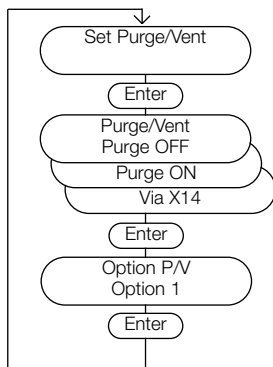 Set Purge/Vent
Enter
Purge/Vent
Purge OFF
Purge ON
Via X14
Enter
Option P/V
Option 1
Enter